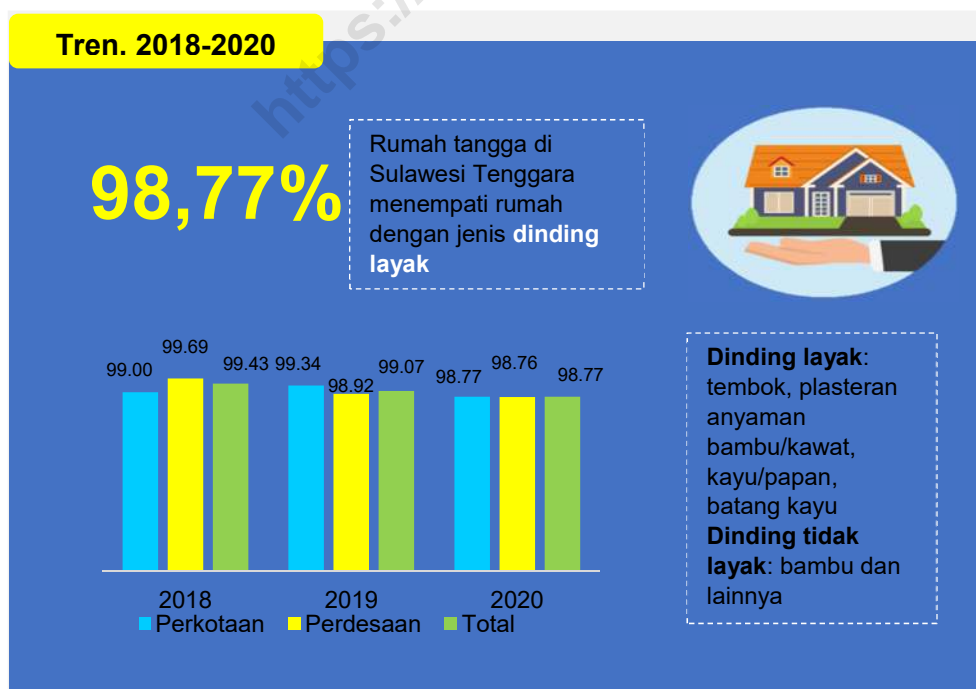 https:
Tren. 2018-2020
98,77%
Rumah tangga di
Sulawesi Tenggara
menempati rumah
dengan jenis dinding
layak
99.00
99.69
99.43
99.34
98.92
99.07
98.77
98.76
98.77
2018
2019
2020
Perkotaan
Perdesaan
Total
Dinding layak:
tembok, plasteran
anyaman
bambu/kawat,
kayu/papan,
batang kayu
Dinding tidak
layak: bambu dan
lainnya